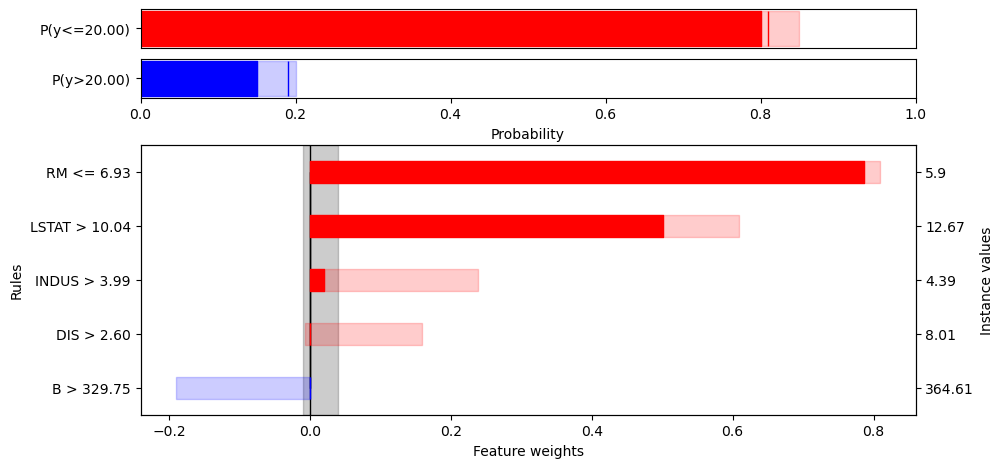 P(y<=20.00)
P(y>20.00)
0.0 0.2 0.4 0.6 0.8 1.0
Probability
Rules
RM <= 6.93 5.9
LSTAT > 10.04 12.67
INDUS > 3.99 4.39
DIS > 2.60 8.01
B > 329.75 364.61
Instance values
−0.2 0.0 0.2 0.4 0.6 0.8
Feature weights